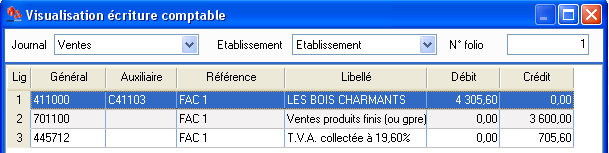 Visualisation écriture comptable
Journal Ventes Etablissement Etablissement N° folio 1
Lig Général Auxiliaire Référence Libellé Débit Crédit
1 411000 C41103 FAC 1 LES BOIS CHARMANTS 4 305,60 0,00
2 701100 FAC 1 Ventes produits finis (ou gpre) 0,00 3 600,00
3 445712 FAC 1 T.V.A. collectée à 19,60% 0,00 705,60